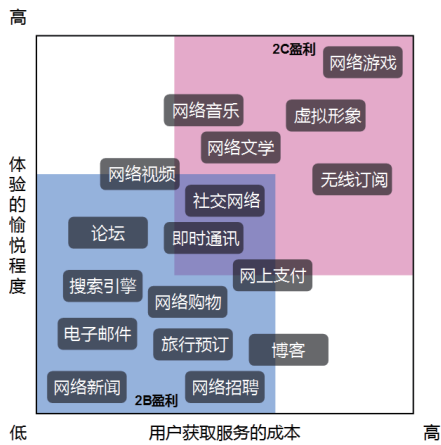 高
2C盈利
网络游戏
网络音乐
虚拟形象
网络文学
网络视频
无线订阅
社交网络
论坛
即时通讯
网上支付
搜索引擎
网络购物
电子邮件
旅行预订
博客
网络新闻
网络招聘
2B盈利
体验的愉悦程度
低
用户获取服务的成本
高